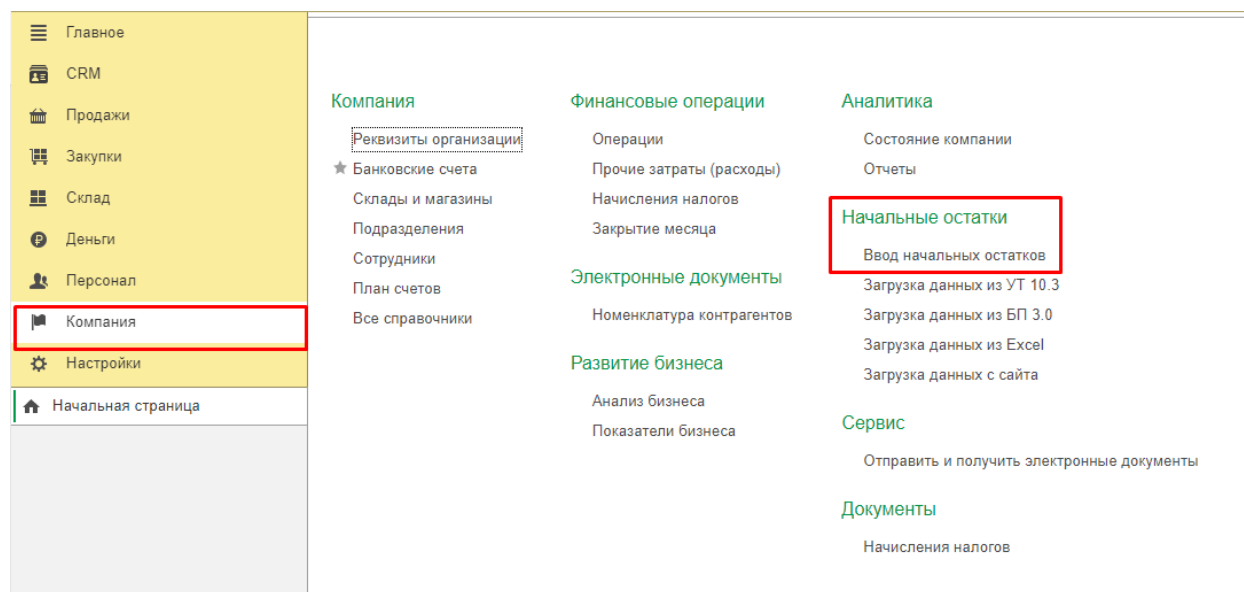 Главное
CRM
Продажи
Закупки
Склад
Деньги
Персонал
Компания
Настройки
Начальная страница
Компания
Реквизиты организации
Банковские счета
Склады и магазины
Подразделения
Сотрудники
План счетов
Все справочники
Финансовые операции
Операции
Прочие затраты (расходы)
Начисления налогов
Закрытие месяца
Электронные документы
Номенклатура контрагентов
Развитие бизнеса
Анализ бизнеса
Показатели бизнеса
Аналитика
Состояние компании
Отчеты
Начальные остатки
Ввод начальных остатков
Загрузка данных из УТ 10.3
Загрузка данных из БП 3.0
Загрузка данных из Excel
Загрузка данных с сайта
Сервис
Отправить и получить электронные документы
Документы
Начисления налогов